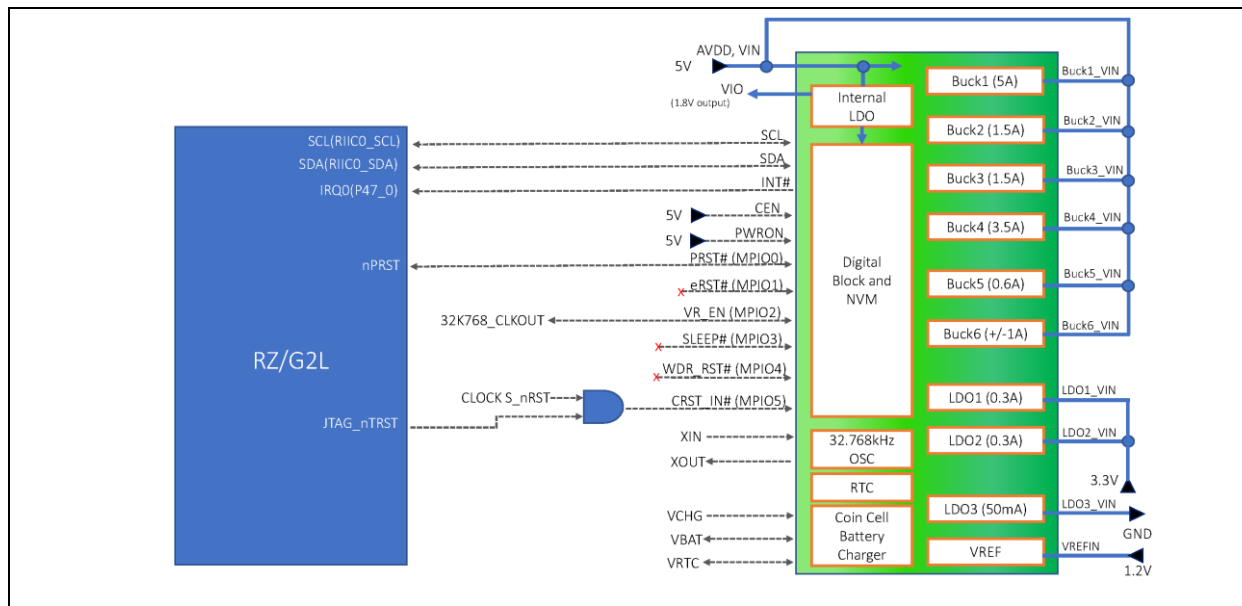 AVDD, VIN
5V
VIO
(1.8V output)
Internal
LDO
Buck1 (5A)
Buck1_VIN
Buck2 (1.5A)
Buck2_VIN
Buck3 (1.5A)
Buck3_VIN
Buck4 (3.5A)
Buck4_VIN
Buck5 (0.6A)
Buck5_VIN
Buck6 (+/-1A)
Buck6_VIN
SCL(RIIC0_SCL)
SCL
SDA(RIIC0_SDA)
SDA
IRQ0(P47_0)
INT#
5V
CEN
5V
PWRON
nPRST
PRST# (MPIO0)
eRST# (MPIO1)
32K768_CLKOUT
VR_EN (MPIO2)
SLEEP# (MPIO3)
WDR_RST# (MPIO4)
RZ/G2L
CLOCK S_nRST
CRST_IN# (MPIO5)
JTAG_nTRST
Digital
Block and
NVM
LDO1 (0.3A)
LDO1_VIN
LDO2 (0.3A)
LDO2_VIN
3.3V
XIN
XOUT
32.768kHz
OSC
RTC
LDO3 (50mA)
LDO3_VIN
GND
VCHG
VBAT
VRTC
Coin Cell
Battery
Charger
VREF
VREFIN
1.2V